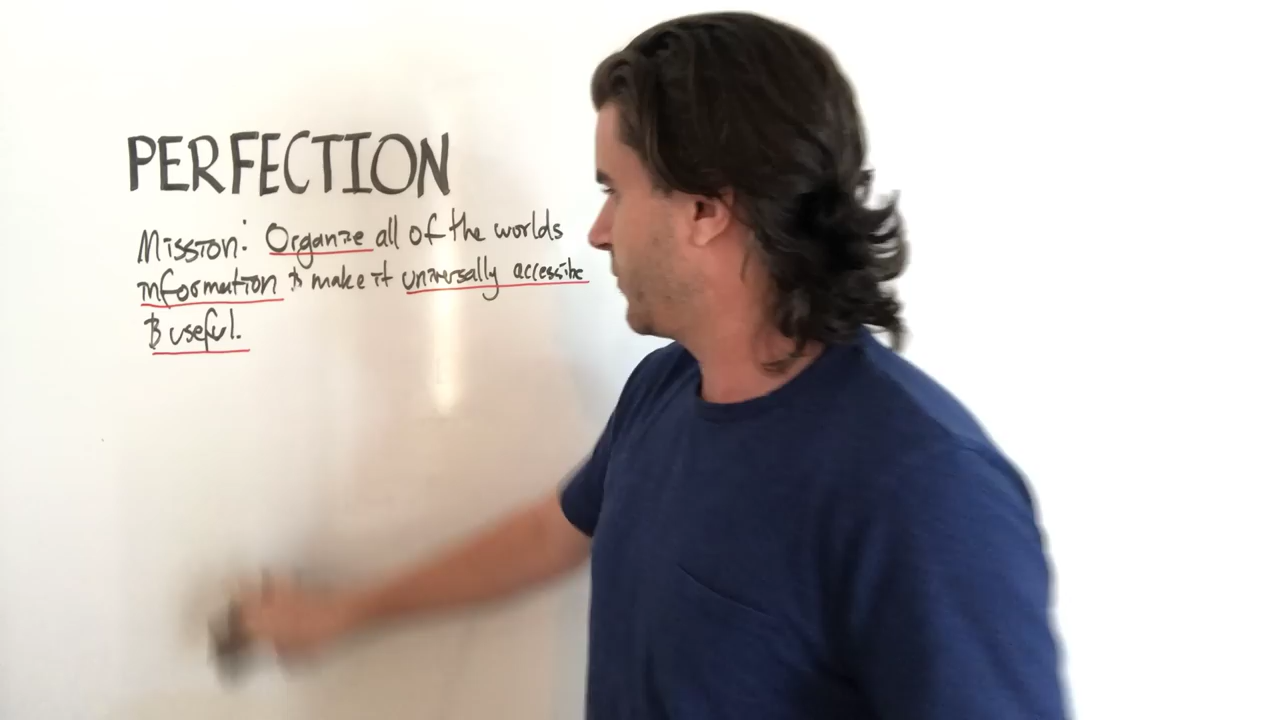 PERFECTION
Mission: Organize all of the worlds
information & make it universally accessible
& useful.